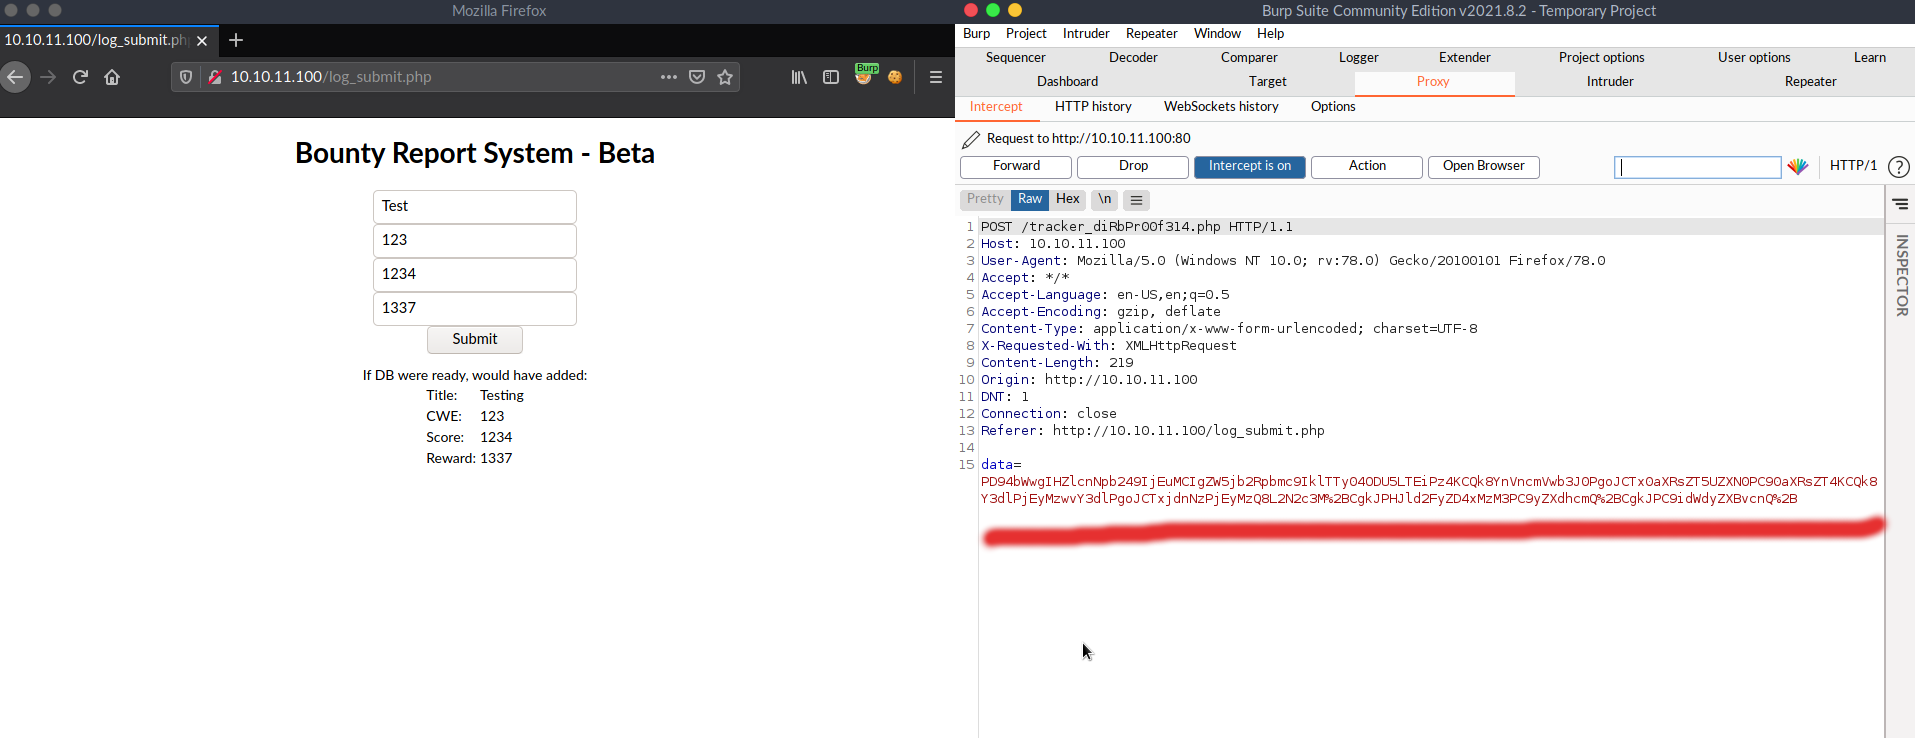 Mozilla Firefox
10.10.11.100/log_submit.ph
10.10.11.100/log_submit.php
Burp
Bounty Report System - Beta
Test
123
1234
1337
Submit
If DB were ready, would have added:
Title: Testing
CWE: 123
Score: 1234
Reward: 1337
Burp Suite Community Edition v2021.8.2 - Temporary Project
Burp Project Intruder Repeater Window Help
Sequencer Decoder Comparer Logger Extender Project options User options Learn
Dashboard Target Proxy Intruder Repeater
Intercept HTTP history WebSockets history Options
Request to http://10.10.11.100:80
Forward Drop Intercept is on Action Open Browser HTTP/1 ?
Pretty Raw Hex \n
1 POST /tracker_diRbPr00f314.php HTTP/1.1
2 Host: 10.10.11.100
3 User-Agent: Mozilla/5.0 (Windows NT 10.0; rv:78.0) Gecko/20100101 Firefox/78.0
4 Accept: */*
5 Accept-Language: en-US,en;q=0.5
6 Accept-Encoding: gzip, deflate
7 Content-Type: application/x-www-form-urlencoded; charset=UTF-8
8 X-Requested-With: XMLHttpRequest
9 Content-Length: 219
10 Origin: http://10.10.11.100
11 DNT: 1
12 Connection: close
13 Referer: http://10.10.11.100/log_submit.php
14
15 data=
PD94bWwgIHZlcnNpb249IjEuMCIgZW5jb2Rpbmc9IklTTy04ODU5LTEiPz4KCQk8YnVncmVwb3J0PgoJCTx0aXRsZT5UZXN0PC90aXRsZT4KCQk8
Y3dlPjEyMzwvY3dlPgoJCTxjdnNzPjEyMzQ8L2N2c3M%2BCgkJPHJld2FyZD4xMzM3PC9yZXdhcmQ%2BCgkJPC9idWdyZXBvcnQ%2B
INSPECTOR